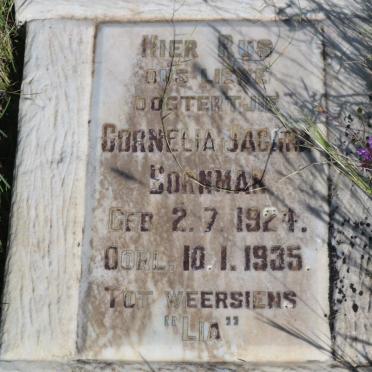 HIER RUS
ONS LIEWE
DOGTERTJIE
CORNELIA
BORNMAN
GEB 2.7.1924.
OORL. 10.1.1935
TOT WEERSIENS
"LIA"